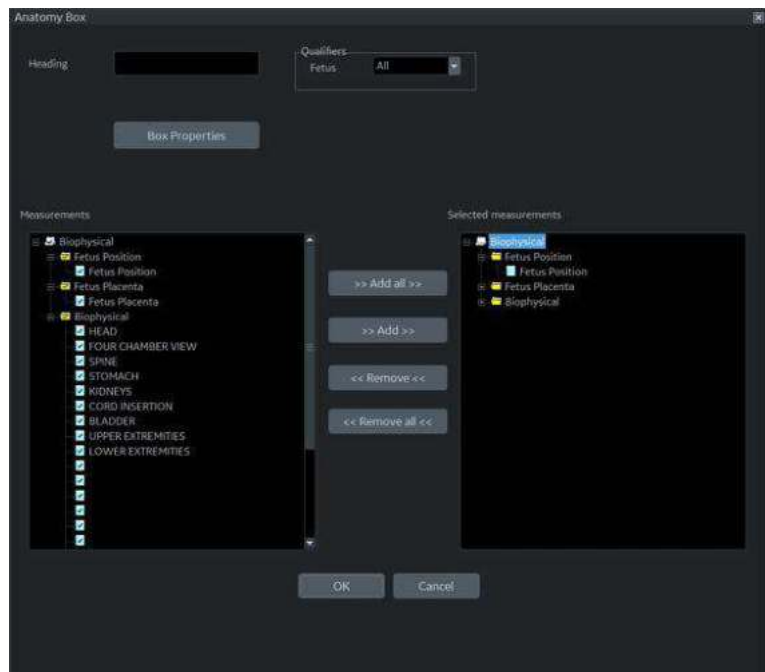 Anatomy Box
Heading
Qualifiers
Fetus
All
Box Properties
Measurements
Biophysical
Fetus Position
Fetus Position
Fetus Placenta
Fetus Placenta
Biophysical
HEAD
FOUR CHAMBER VIEW
SPINE
STOMACH
KIDNEYS
CORD INSERTION
BLADDER
UPPER EXTREMITIES
LOWER EXTREMITIES
>> Add all >>
>> Add >>
<< Remove <<
<< Remove all <<
Selected measurements
Biophysical
Fetus Position
Fetus Position
Fetus Placenta
Biophysical
OK
Cancel